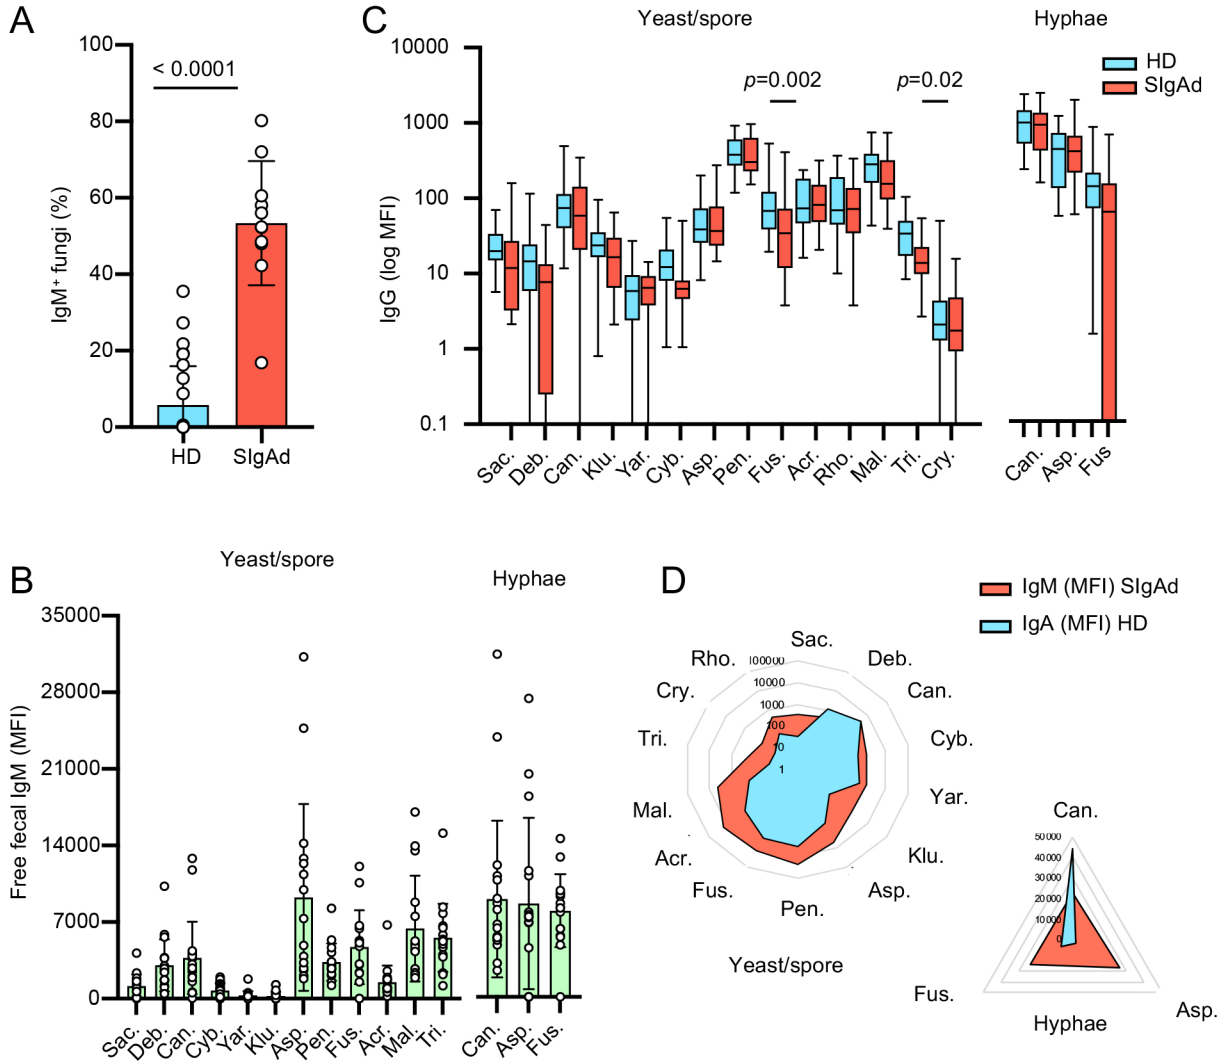 A
100
80
60
40
20
0
IgM⁺ fungi (%)
< 0.0001
HD
SIgAd
C
Yeast/spore
Hyphae
HD
SIgAd
10000
1000
100
10
1
0.1
IgG (log MFI)
p=0.002
p=0.02
Sac.
Deb.
Can.
Klu.
Yar.
Cyb.
Asp.
Pen.
Fus.
Acr.
Rho.
Mal.
Tri.
Cry.
Can.
Asp.
Fus
B
Yeast/spore
Hyphae
35000
28000
21000
14000
7000
0
Free fecal IgM (MFI)
Sac.
Deb.
Can.
Cyb.
Yar.
Klu.
Asp.
Pen.
Fus.
Acr.
Mal.
Tri.
Can.
Asp.
Fus.
D
IgM (MFI) SIgAd
IgA (MFI) HD
Sac.
Deb.
Can.
Cyb.
Yar.
Klu.
Asp.
Pen.
Fus.
Acr.
Mal.
Tri.
Cry.
Rho.
100000
10000
1000
100
10
1
Yeast/spore
Can.
50000
40000
30000
20000
10000
0
Fus.
Asp.
Hyphae